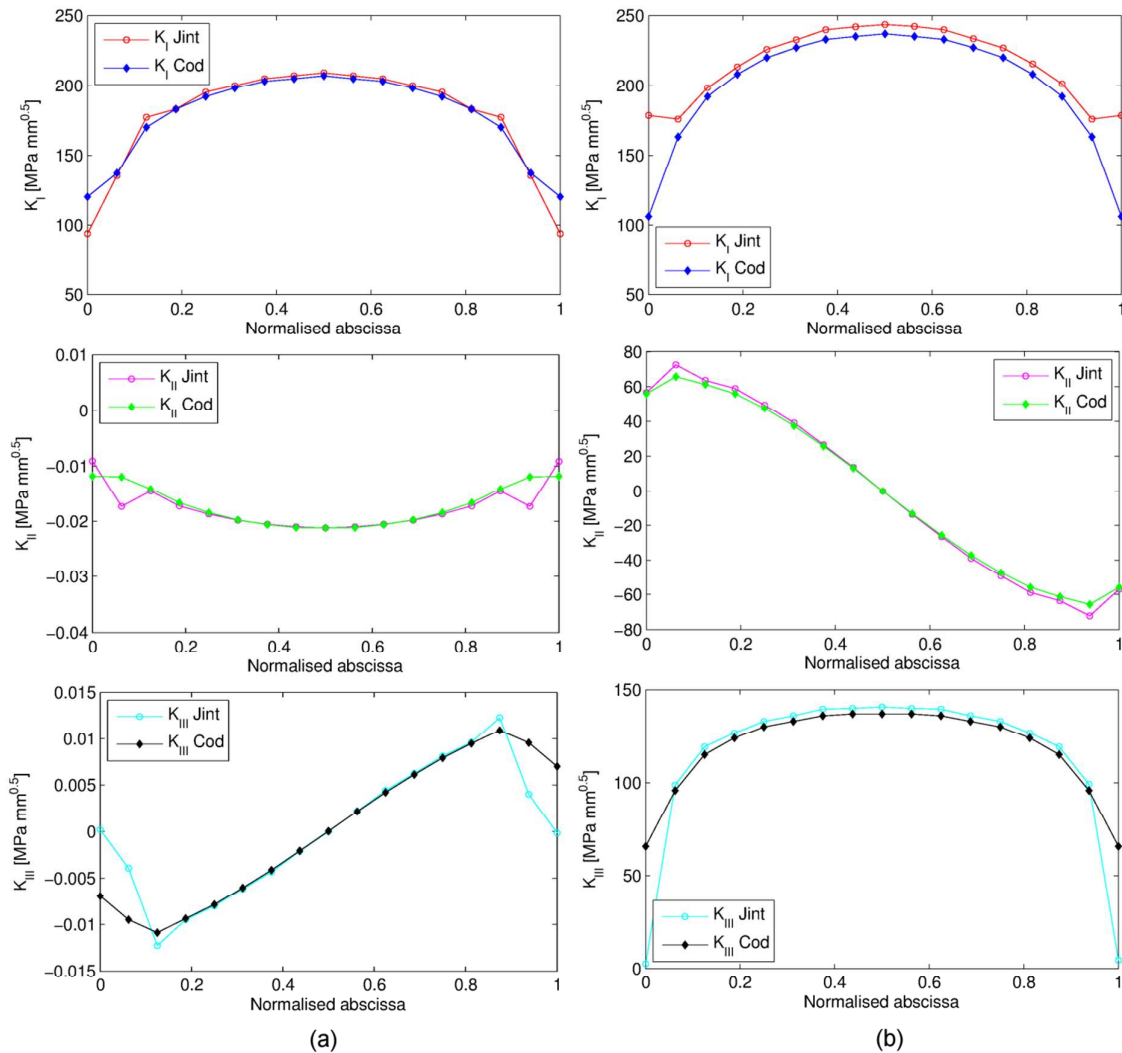 250
200
150
100
50
K_I [MPa mm^0.5]
K_I Jint
K_I Cod
0 0.2 0.4 0.6 0.8 1
Normalised abscissa
250
200
150
100
50
K_I [MPa mm^0.5]
K_I Jint
K_I Cod
0 0.2 0.4 0.6 0.8 1
Normalised abscissa
0.01
0
−0.01
−0.02
−0.03
−0.04
K_II [MPa mm^0.5]
K_II Jint
K_II Cod
0 0.2 0.4 0.6 0.8 1
Normalised abscissa
80
60
40
20
0
−20
−40
−60
−80
K_II [MPa mm^0.5]
K_II Jint
K_II Cod
0 0.2 0.4 0.6 0.8 1
Normalised abscissa
0.015
0.01
0.005
0
−0.005
−0.01
−0.015
K_III [MPa mm^0.5]
K_III Jint
K_III Cod
0 0.2 0.4 0.6 0.8 1
Normalised abscissa
150
100
50
0
K_III [MPa mm^0.5]
K_III Jint
K_III Cod
0 0.2 0.4 0.6 0.8 1
Normalised abscissa
(a) (b)